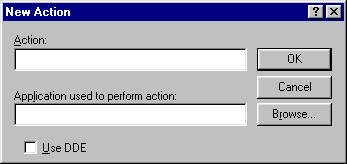 New Action
Action:
OK
Cancel
Application used to perform action:
Browse...
Use DDE